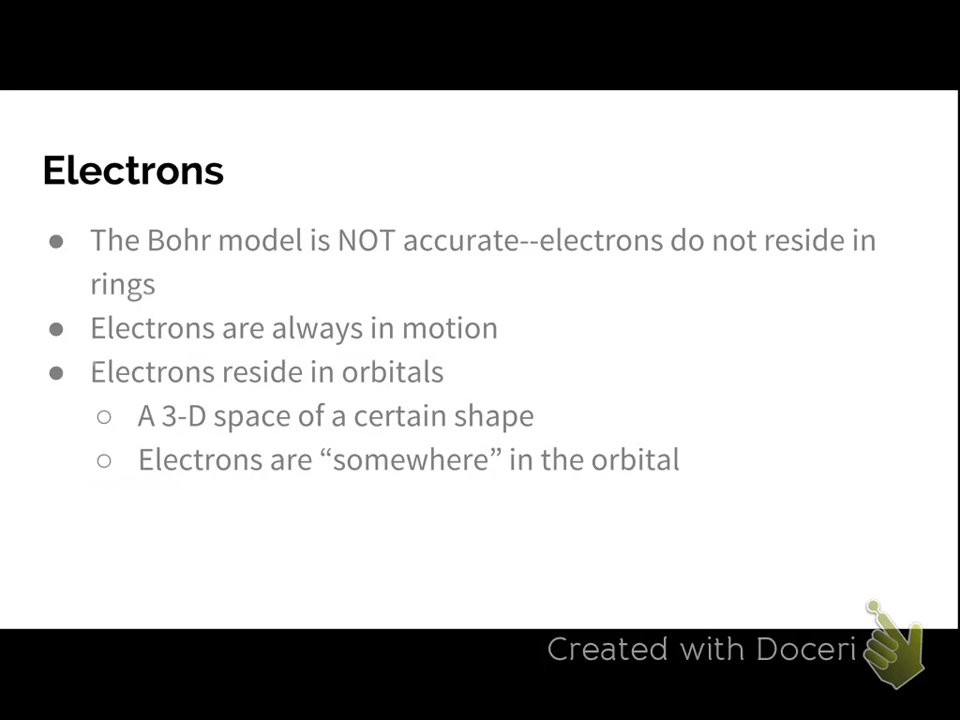 Electrons
● The Bohr model is NOT accurate--electrons do not reside in
rings
● Electrons are always in motion
● Electrons reside in orbitals
○ A 3-D space of a certain shape
○ Electrons are “somewhere” in the orbital
Created with Doceri